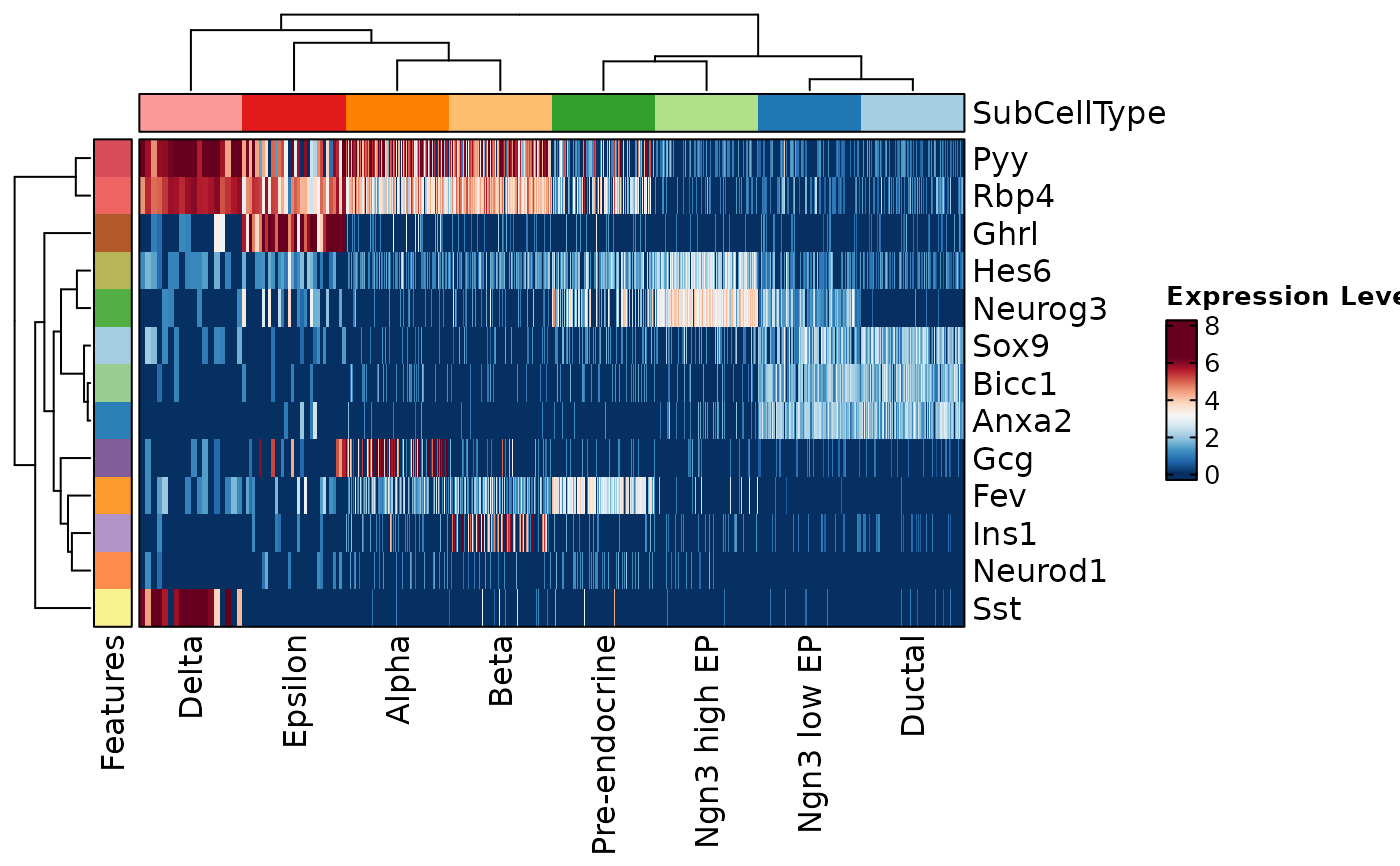 SubCellType
Pyy
Rbp4
Ghrl
Hes6
Neurog3
Sox9
Bicc1
Anxa2
Gcg
Fev
Ins1
Neurod1
Sst
Features
Delta
Epsilon
Alpha
Beta
Pre-endocrine
Ngn3 high EP
Ngn3 low EP
Ductal
Expression Leve
8
6
4
2
0